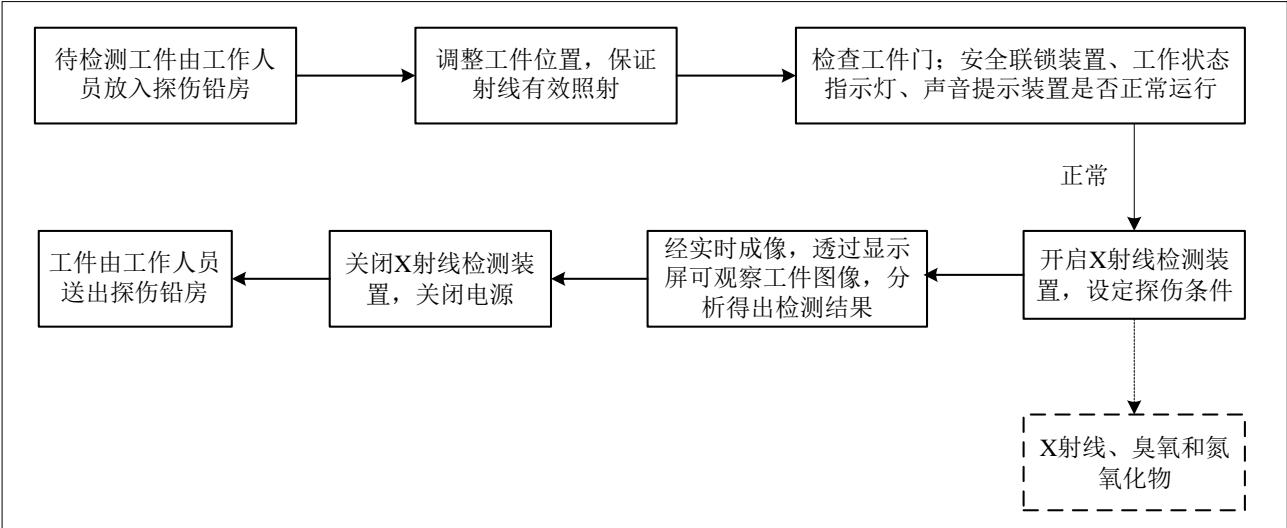 待检测工件由工作人
员放入探伤铅房
调整工件位置，保证
射线有效照射
检查工件门；安全联锁装置、工作状态
指示灯、声音提示装置是否正常运行
正常
开启X射线检测装
置，设定探伤条件
经实时成像，透过显示
屏可观察工件图像，分
析得出检测结果
关闭X射线检测装
置，关闭电源
工件由工作人员
送出探伤铅房
X射线、臭氧和氮
氧化物